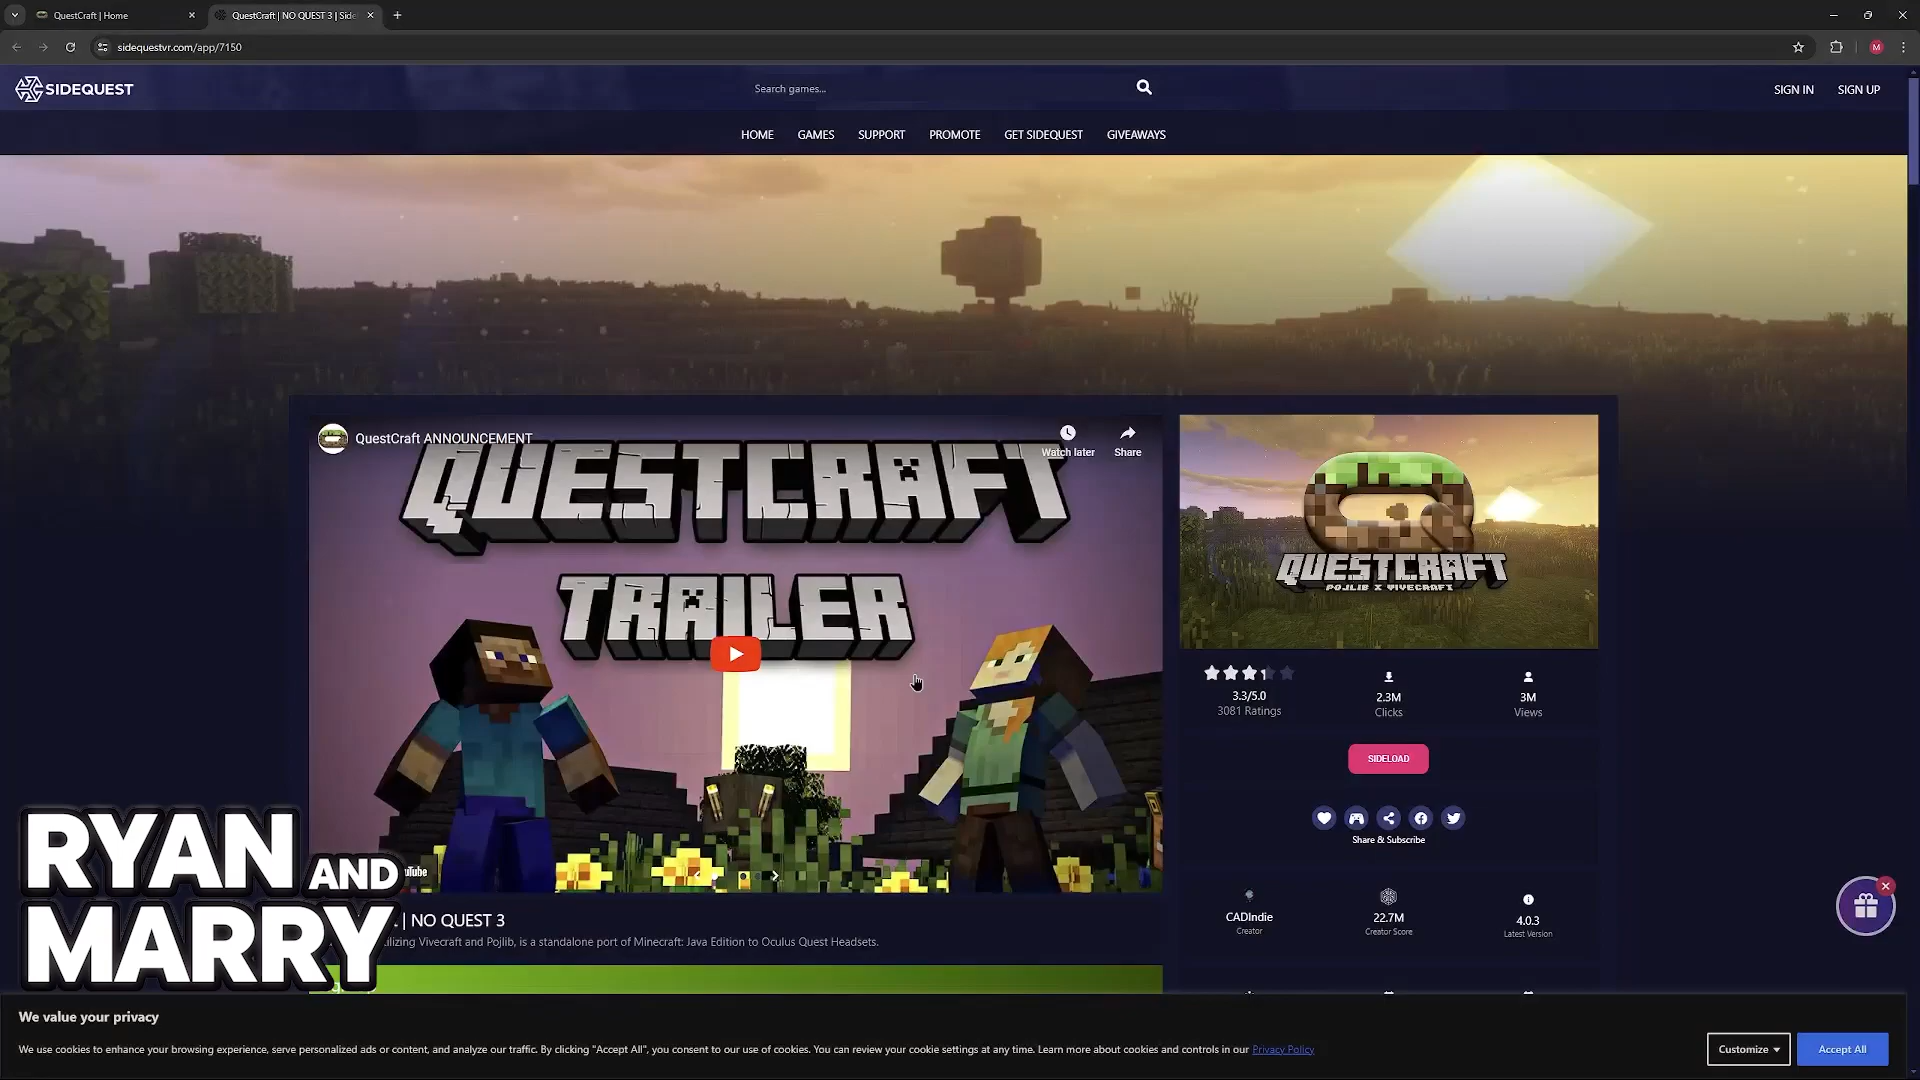 QuestCraft | Home
QuestCraft | NO QUEST 3 | Side
sidequestvr.com/app/7150
M
SIDEQUEST
Search games...
SIGN IN
SIGN UP
HOME
GAMES
SUPPORT
PROMOTE
GET SIDEQUEST
GIVEAWAYS
QuestCraft ANNOUNCEMENT
Watch later
Share
QUESTCRAFT
TRAILER
QUESTCRAFT
POJLIB X VIVECRAFT
3.3/5.0
3081 Ratings
2.3M
Clicks
3M
Views
SIDELOAD
Share & Subscribe
CADIndie
Creator
22.7M
Creator Score
4.0.3
Latest Version
| NO QUEST 3
lizing Vivecraft and Pojlib, is a standalone port of Minecraft: Java Edition to Oculus Quest Headsets.
RYAN AND
MARRY
We value your privacy
We use cookies to enhance your browsing experience, serve personalized ads or content, and analyze our traffic. By clicking "Accept All", you consent to our use of cookies. You can review your cookie settings at any time. Learn more about cookies and controls in our Privacy Policy
Customize
Accept All